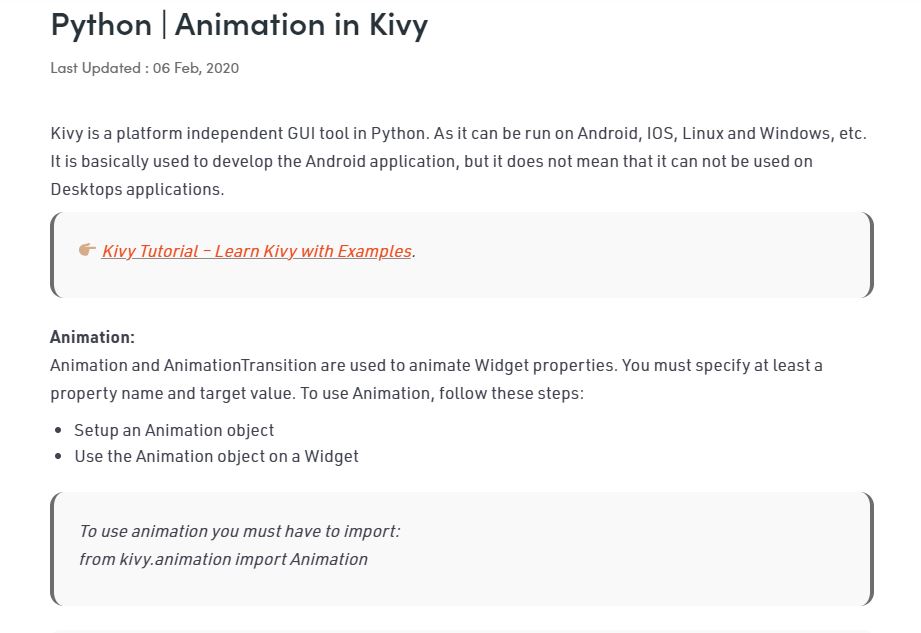 Python | Animation in Kivy
Last Updated : 06 Feb, 2020
Kivy is a platform independent GUI tool in Python. As it can be run on Android, IOS, Linux and Windows, etc.
It is basically used to develop the Android application, but it does not mean that it can not be used on
Desktops applications.
👉🏽 Kivy Tutorial – Learn Kivy with Examples.
Animation:
Animation and AnimationTransition are used to animate Widget properties. You must specify at least a
property name and target value. To use Animation, follow these steps:
• Setup an Animation object
• Use the Animation object on a Widget
To use animation you must have to import:
from kivy.animation import Animation